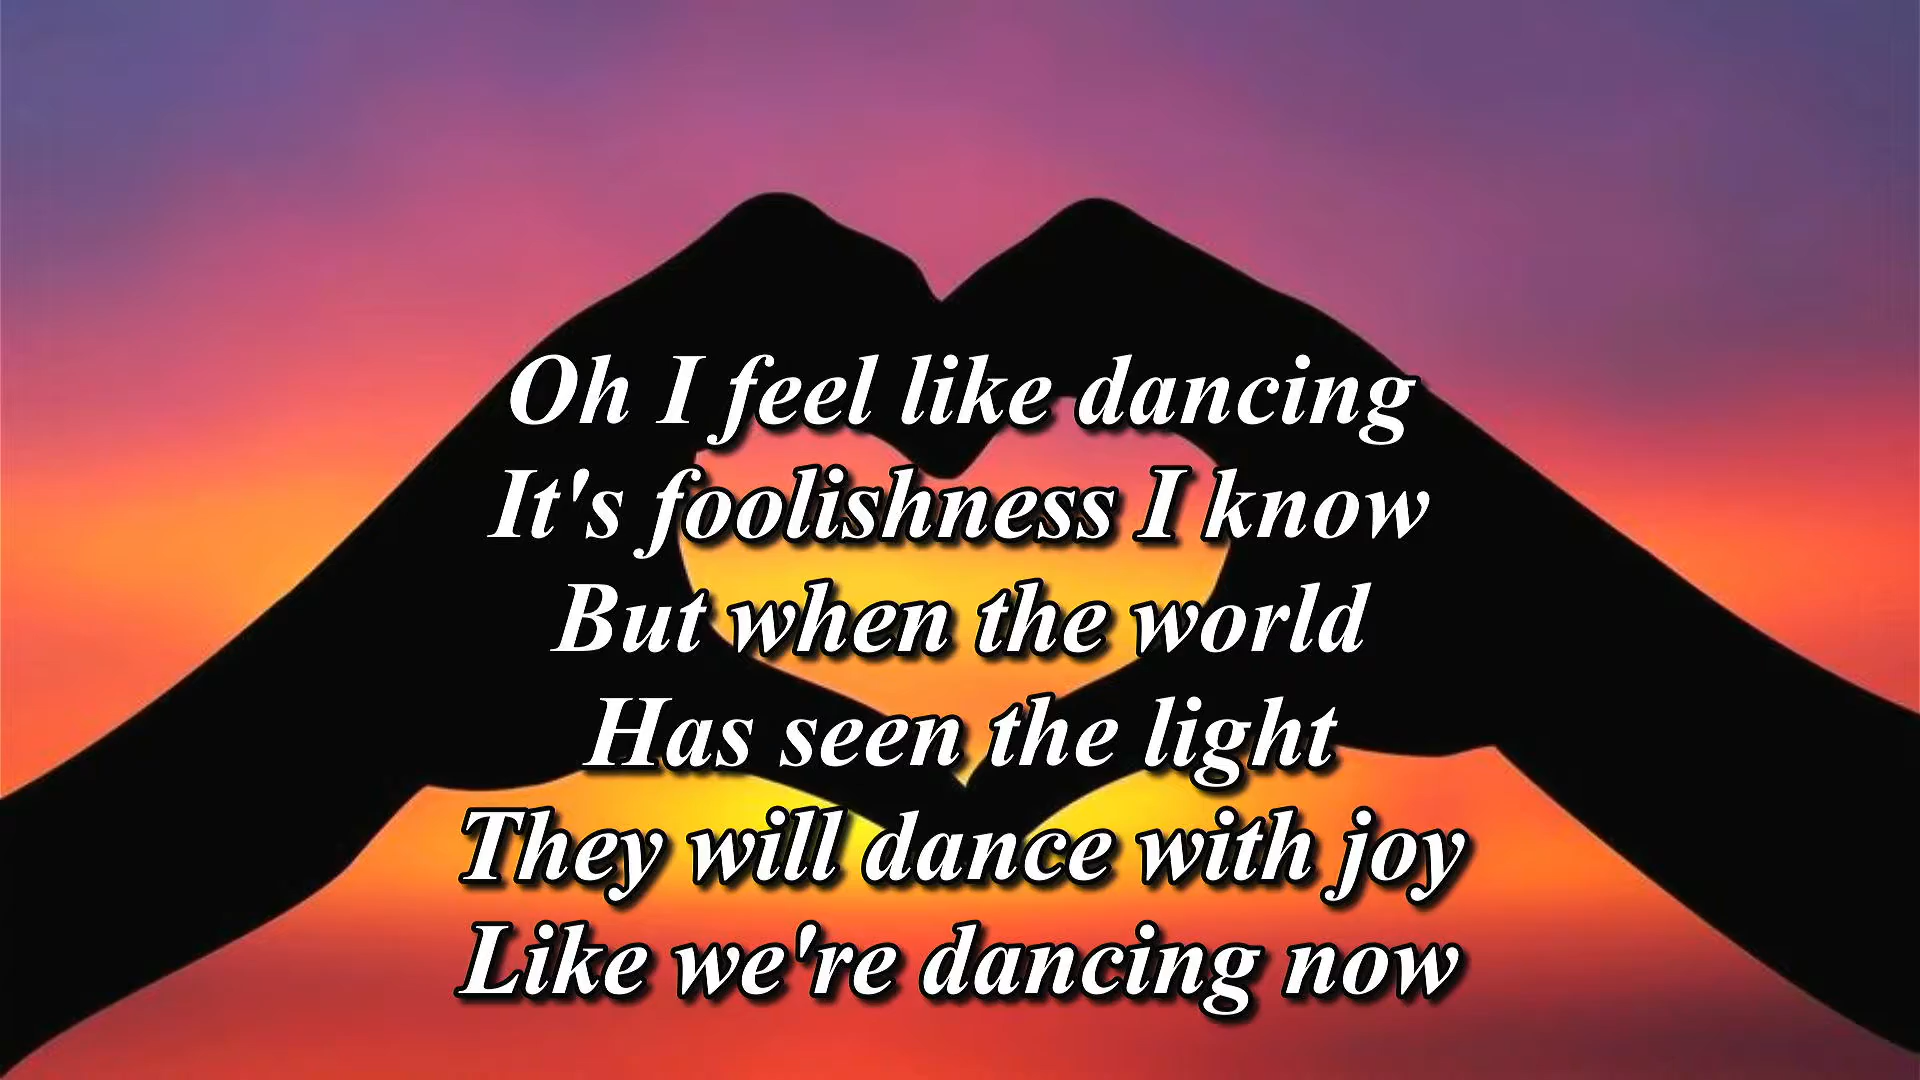 Oh I feel like dancing
It's foolishness I know
But when the world
Has seen the light
They will dance with joy
Like we're dancing now